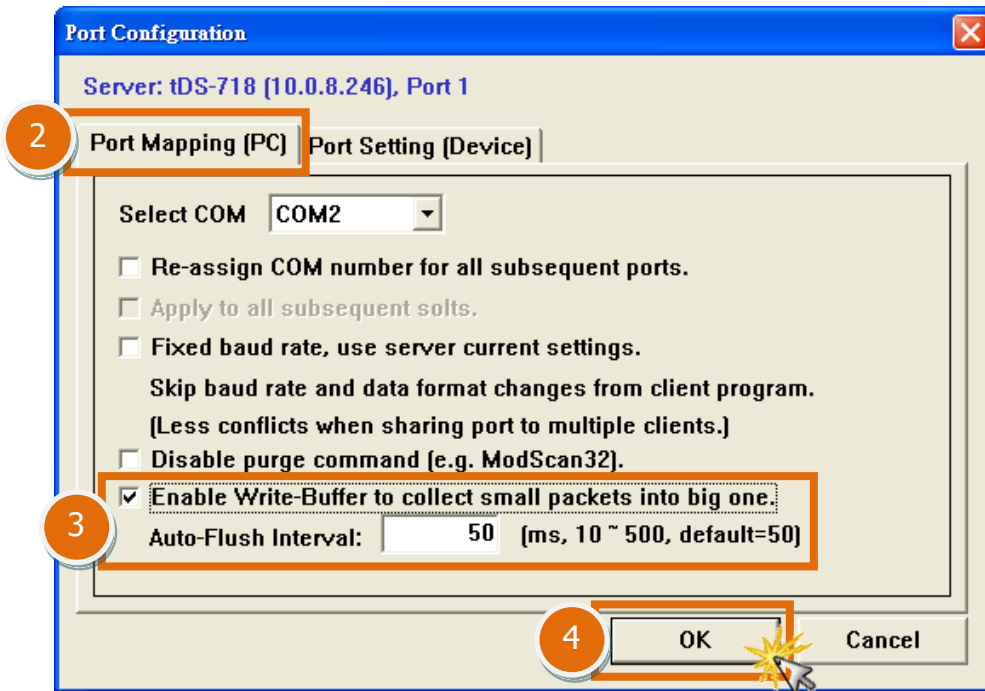 Port Configuration
Server: tDS-718 (10.0.8.246), Port 1
2
Port Mapping (PC) Port Setting (Device)
Select COM COM2
Re-assign COM number for all subsequent ports.
Apply to all subsequent solts.
Fixed baud rate, use server current settings.
Skip baud rate and data format changes from client program.
(Less conflicts when sharing port to multiple clients.)
Disable purge command (e.g. ModScan32).
Enable Write-Buffer to collect small packets into big one.
3
Auto-Flush Interval: 50 (ms, 10 ~ 500, default=50)
4
OK Cancel